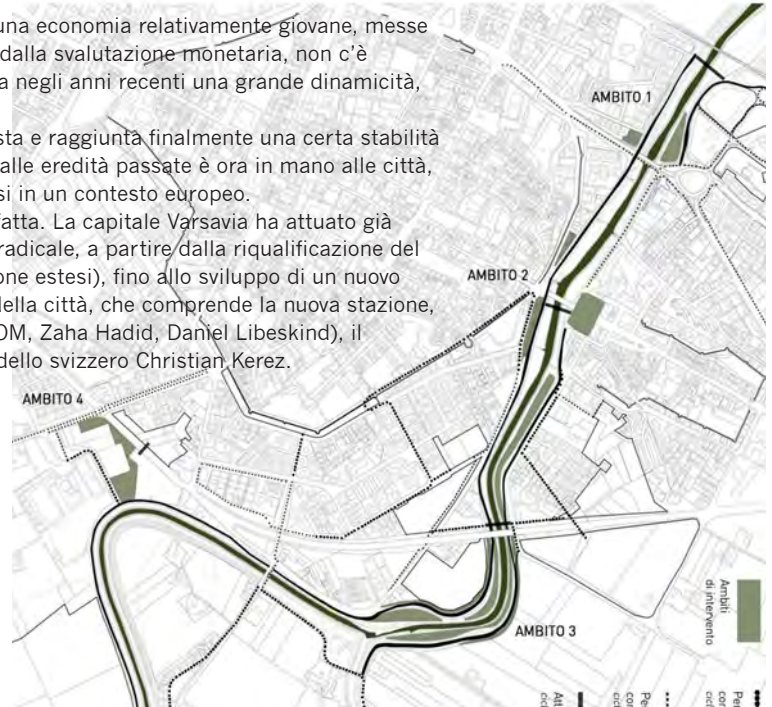 una economia relativamente giovane, messe
dalla svalutazione monetaria, non c'è
a negli anni recenti una grande dinamicità,
sta e raggiunta finalmente una certa stabilità
alle eredità passate è ora in mano alle città,
si in un contesto europeo.
fatta. La capitale Varsavia ha attuato già
radicale, a partire dalla riqualificazione del
one estesi), fino allo sviluppo di un nuovo
della città, che comprende la nuova stazione,
OM, Zaha Hadid, Daniel Libeskind), il
dello svizzero Christian Kerez.
AMBITO 1
AMBITO 2
AMBITO 4
AMBITO 3
Ambiti
di intervento